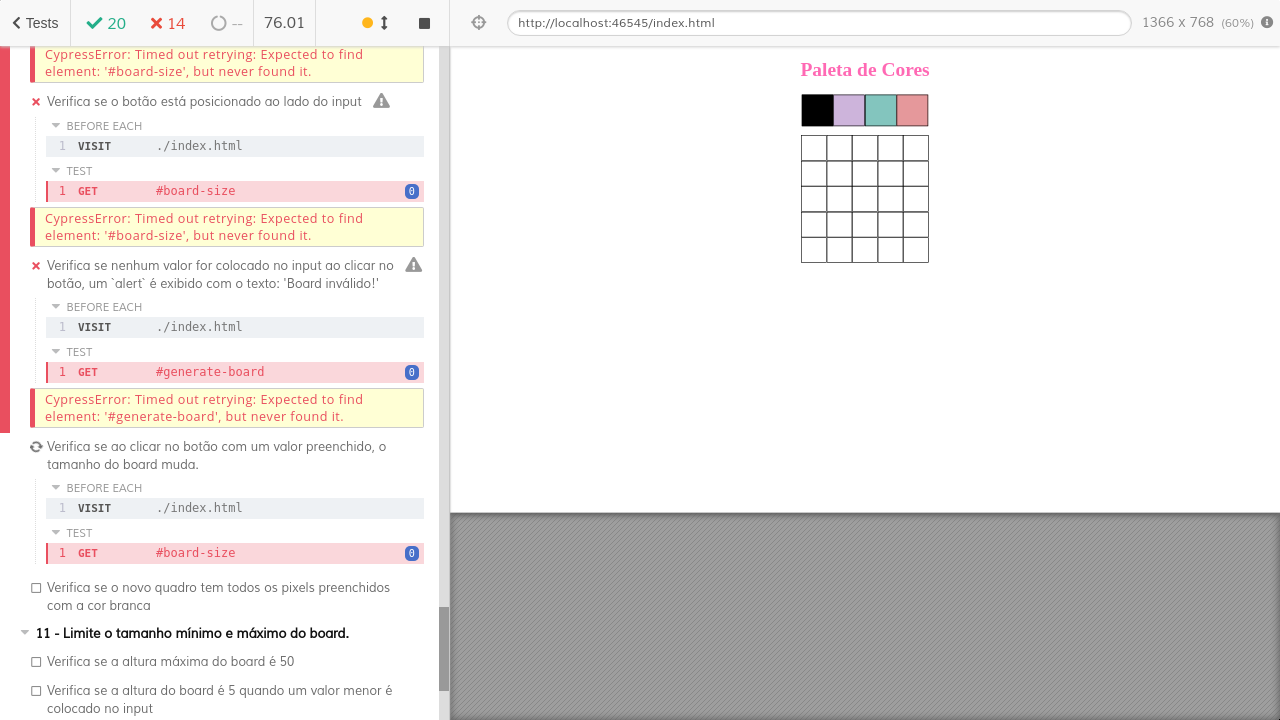 Tests 20 14 -- 76.01
http://localhost:46545/index.html 1366 x 768 (60%)
CypressError: Timed out retrying: Expected to find
element: '#board-size', but never found it.
Verifica se o botão está posicionado ao lado do input
BEFORE EACH
1 VISIT ./index.html
TEST
1 GET #board-size 0
CypressError: Timed out retrying: Expected to find
element: '#board-size', but never found it.
Verifica se nenhum valor for colocado no input ao clicar no
botão, um `alert` é exibido com o texto: 'Board inválido!'
BEFORE EACH
1 VISIT ./index.html
TEST
1 GET #generate-board 0
CypressError: Timed out retrying: Expected to find
element: '#generate-board', but never found it.
Verifica se ao clicar no botão com um valor preenchido, o
tamanho do board muda.
BEFORE EACH
1 VISIT ./index.html
TEST
1 GET #board-size 0
Verifica se o novo quadro tem todos os pixels preenchidos
com a cor branca
11 - Limite o tamanho mínimo e máximo do board.
Verifica se a altura máxima do board é 50
Verifica se a altura do board é 5 quando um valor menor é
colocado no input
Paleta de Cores